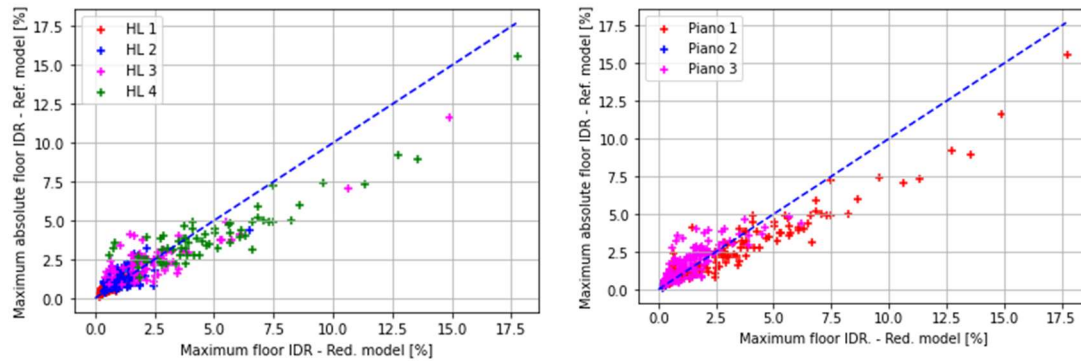 Maximum absolute floor IDR - Ref. model [%]
17.5
15.0
12.5
10.0
7.5
5.0
2.5
0.0
HL 1
HL 2
HL 3
HL 4
0.0 2.5 5.0 7.5 10.0 12.5 15.0 17.5
Maximum floor IDR - Red. model [%]
Maximum absolute floor IDR - Ref. model [%]
17.5
15.0
12.5
10.0
7.5
5.0
2.5
0.0
Piano 1
Piano 2
Piano 3
0.0 2.5 5.0 7.5 10.0 12.5 15.0 17.5
Maximum floor IDR. - Red. model [%]